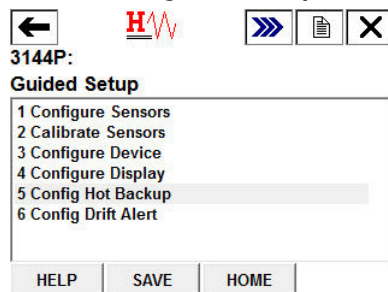 H
3144P:
Guided Setup
1 Configure Sensors
2 Calibrate Sensors
3 Configure Device
4 Configure Display
5 Config Hot Backup
6 Config Drift Alert
HELP SAVE HOME